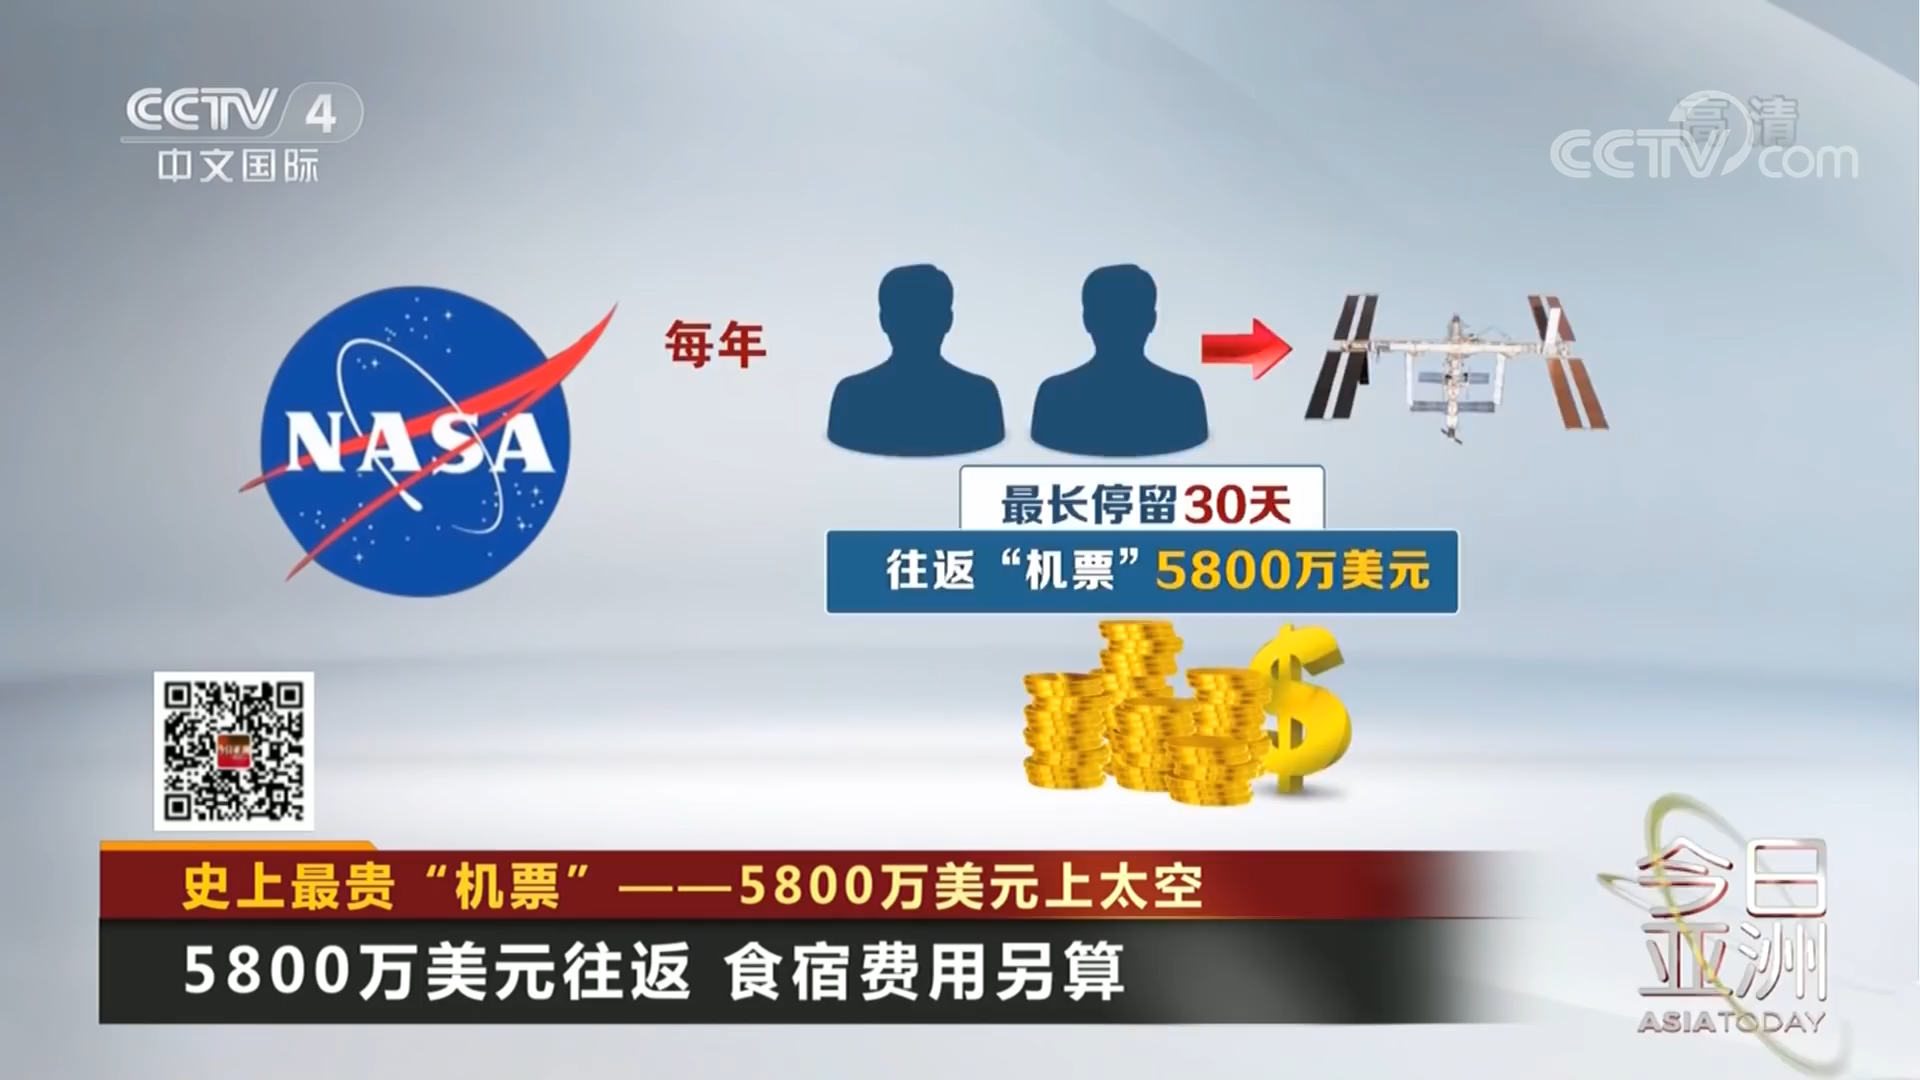 CCTV 4
中文国际
高清
CCTV.com
NASA
每年
最长停留30天
往返“机票”5800万美元
史上最贵“机票”——5800万美元上太空
5800万美元往返 食宿费用另算
今日
亚洲
ASIA TODAY